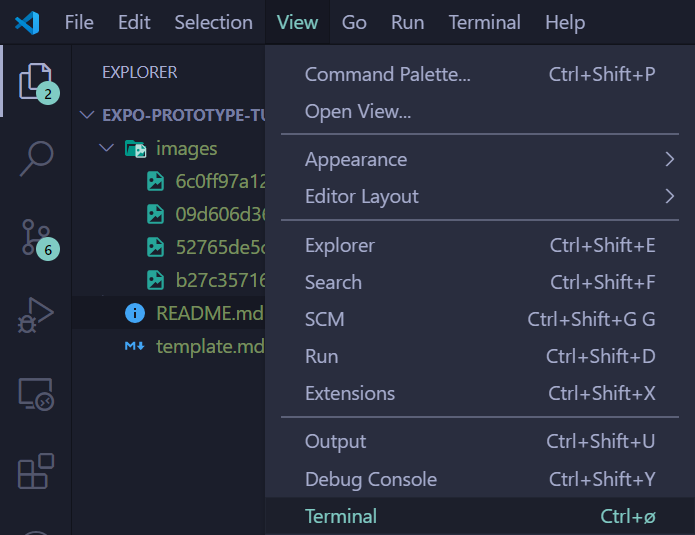 File Edit Selection View Go Run Terminal Help
EXPLORER
2
EXPO-PROTOTYPE-TU
images
6c0ff97a12
09d606d36
52765de5c
b27c35716
README.md
template.md
6
Command Palette... Ctrl+Shift+P
Open View...
Appearance
Editor Layout
Explorer Ctrl+Shift+E
Search Ctrl+Shift+F
SCM Ctrl+Shift+G G
Run Ctrl+Shift+D
Extensions Ctrl+Shift+X
Output Ctrl+Shift+U
Debug Console Ctrl+Shift+Y
Terminal Ctrl+ø